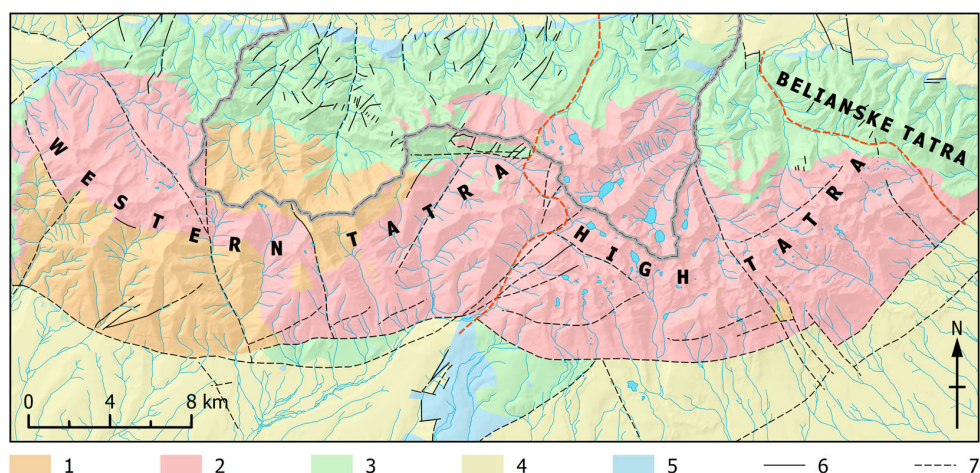 BELIANSKE TATRA
WESTERN TATRA
HIGH TATRA
N
0 4 8 km
1 2 3 4 5 6 7